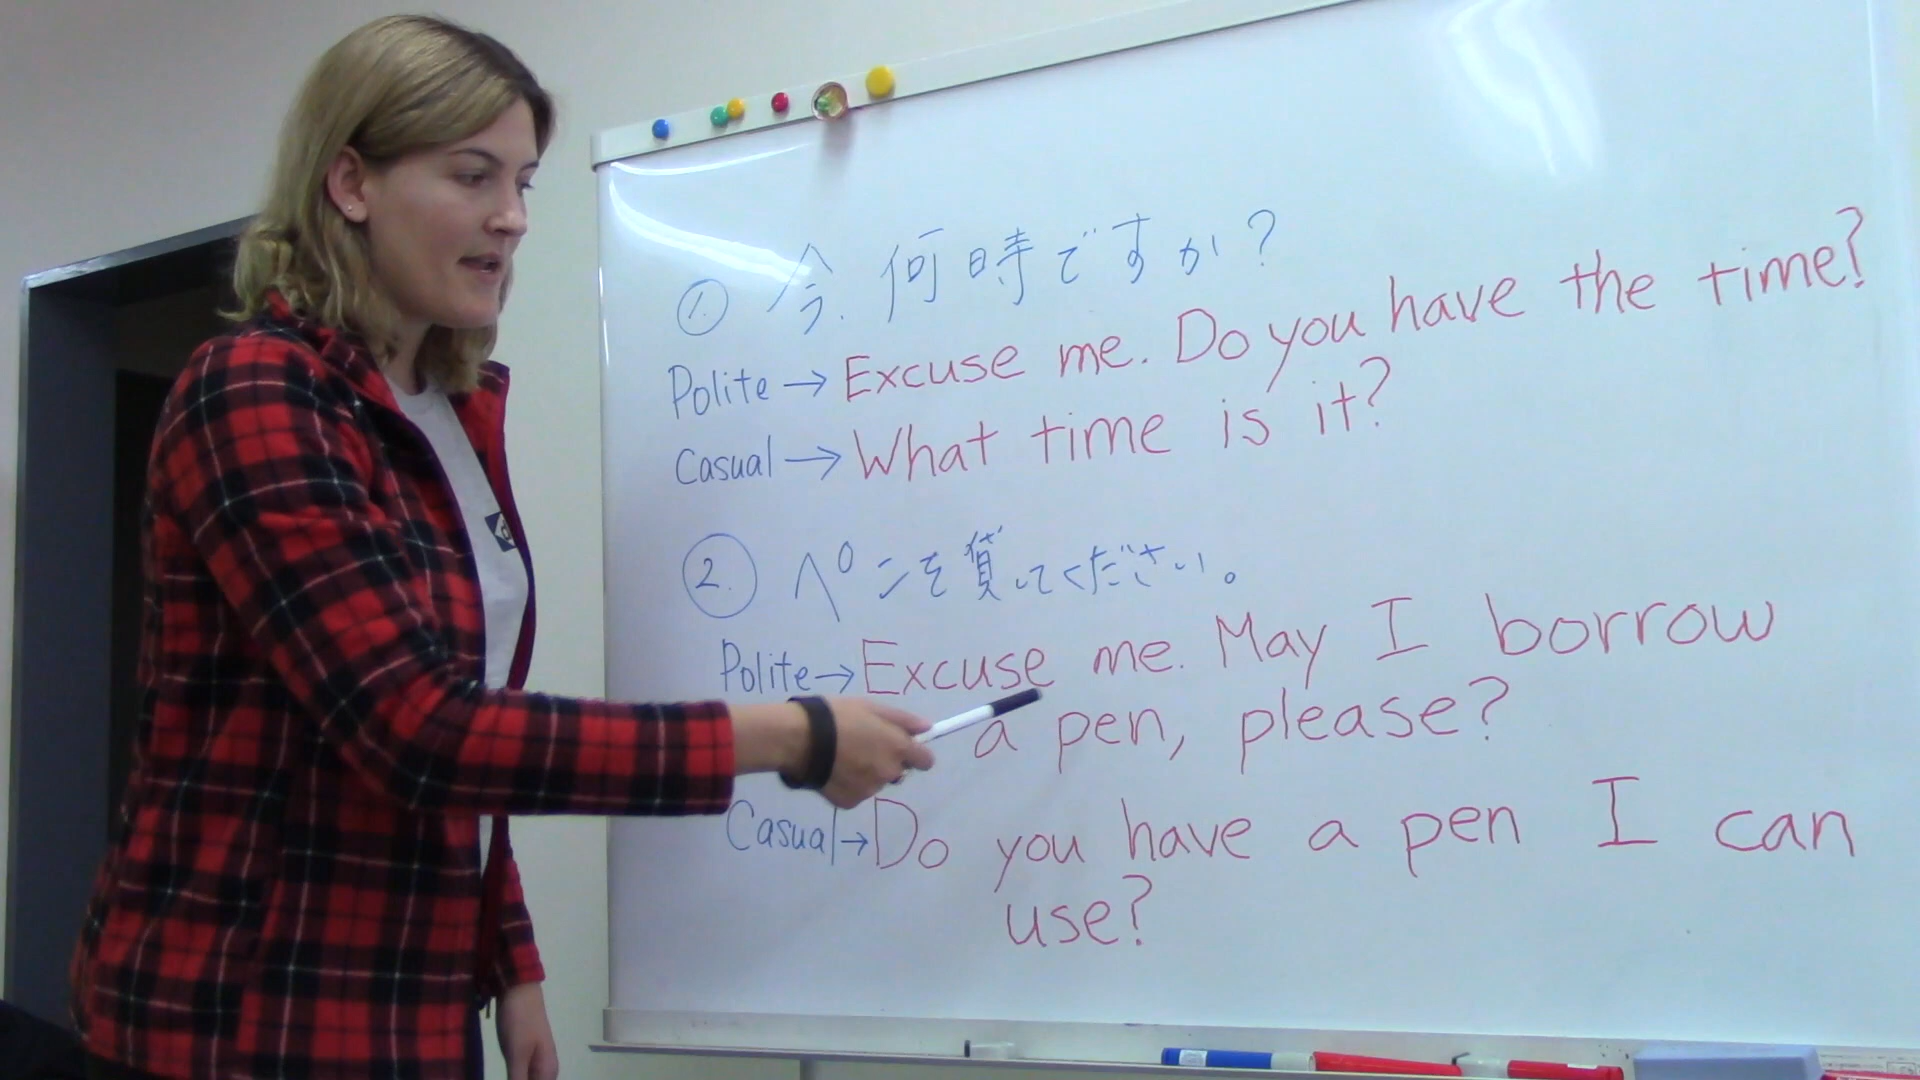 1. 今、何時ですか?
Polite → Excuse me. Do you have the time?
Casual → What time is it?
2. ペンを貸してください。
Polite → Excuse me. May I borrow
a pen, please?
Casual → Do you have a pen I can
use?